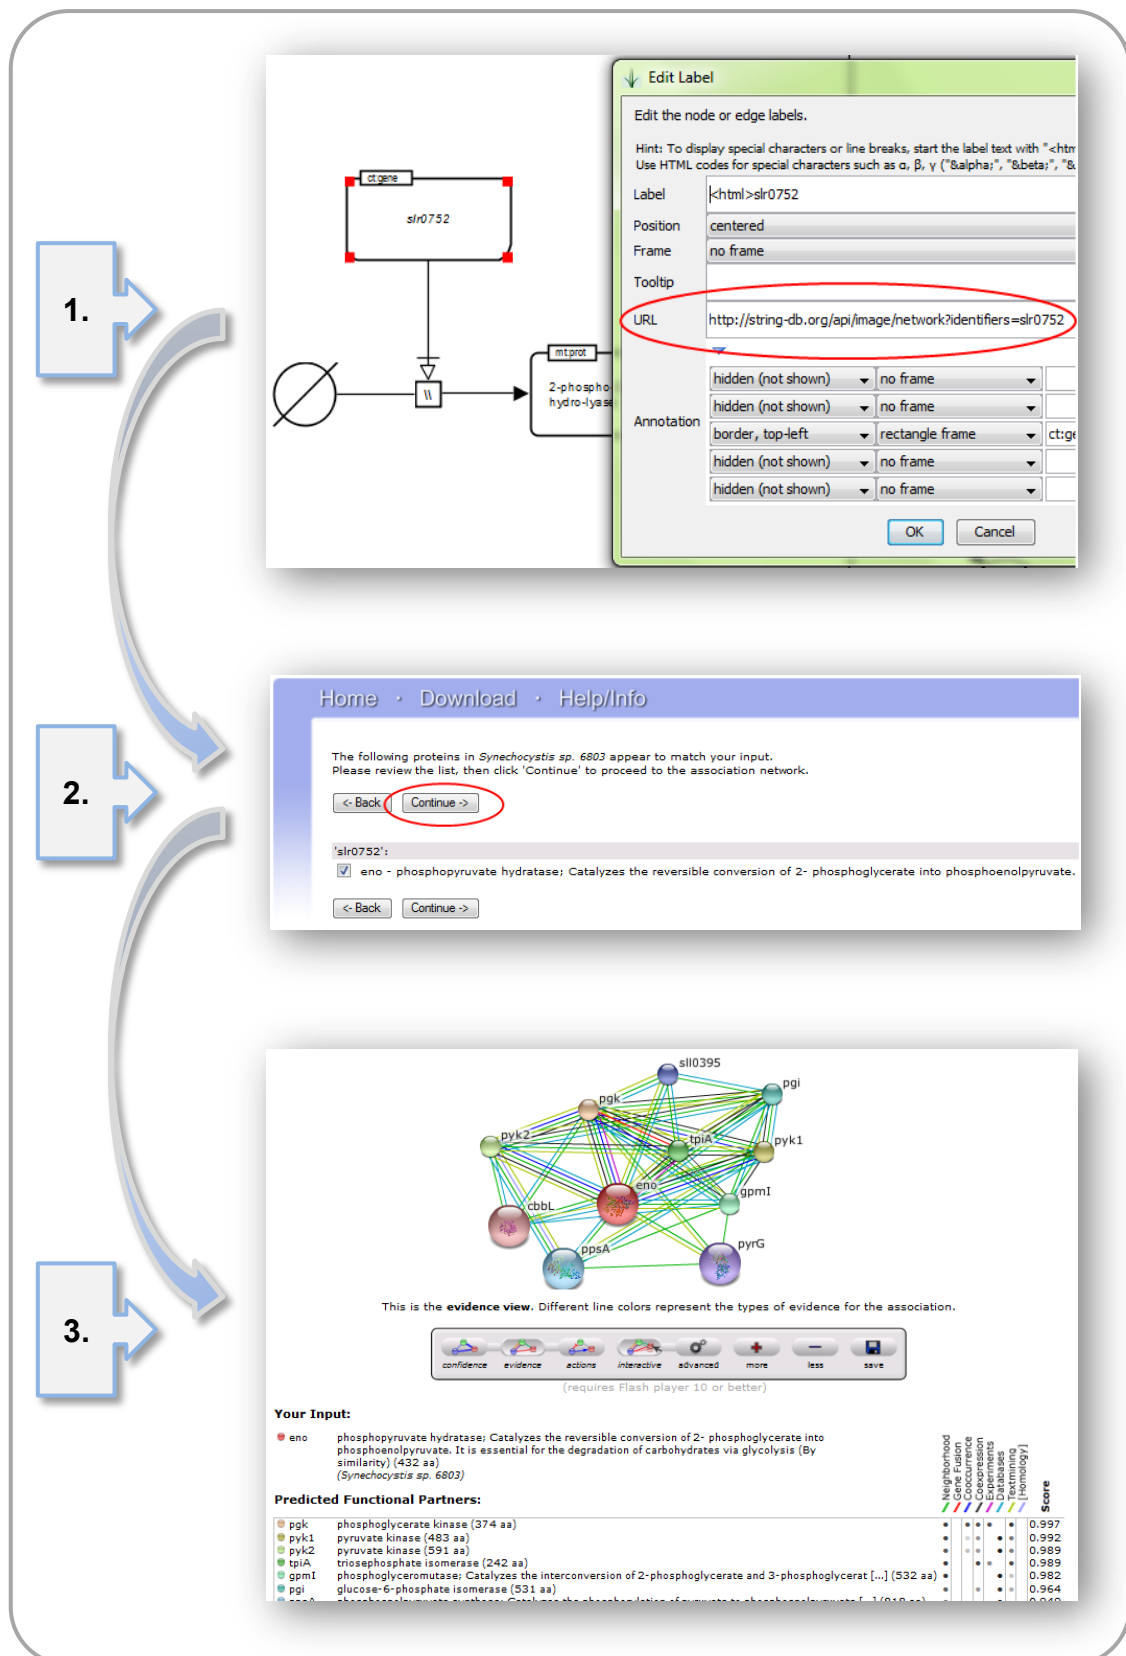 1.
ct:gene
slr0752
\\
mt:prot
2-phospho-
hydro-lyase
Edit Label
Edit the node or edge labels.
Hint: To display special characters or line breaks, start the label text with "<htm
Use HTML codes for special characters such as α, β, γ ("&alpha;", "&beta;", "&
Label <html>slr0752
Position centered
Frame no frame
Tooltip
URL http://string-db.org/api/image/network?identifiers=slr0752
Annotation
hidden (not shown) no frame
hidden (not shown) no frame
border, top-left rectangle frame ct:ge
hidden (not shown) no frame
hidden (not shown) no frame
OK Cancel
2.
Home · Download · Help/Info
The following proteins in Synechocystis sp. 6803 appear to match your input.
Please review the list, then click 'Continue' to proceed to the association network.
<- Back Continue ->
'slr0752':
eno - phosphopyruvate hydratase; Catalyzes the reversible conversion of 2- phosphoglycerate into phosphoenolpyruvate.
<- Back Continue ->
3.
sll0395
pgi
pgk
pyk2
tpiA
pyk1
eno
gpmI
cbbL
ppsA
pyrG
This is the evidence view. Different line colors represent the types of evidence for the association.
confidence evidence actions interactive advanced more less save
(requires Flash player 10 or better)
Your Input:
eno phosphopyruvate hydratase; Catalyzes the reversible conversion of 2- phosphoglycerate into
phosphoenolpyruvate. It is essential for the degradation of carbohydrates via glycolysis (By
similarity) (432 aa)
(Synechocystis sp. 6803)
Neighborhood
Gene Fusion
Cooccurrence
Coexpression
Experiments
Databases
Textmining
[Homology]
Score
Predicted Functional Partners:
pgk phosphoglycerate kinase (374 aa) 0.997
pyk1 pyruvate kinase (483 aa) 0.992
pyk2 pyruvate kinase (591 aa) 0.989
tpiA triosephosphate isomerase (242 aa) 0.989
gpmI phosphoglyceromutase; Catalyzes the interconversion of 2-phosphoglycerate and 3-phosphoglycerat [...] (532 aa) 0.982
pgi glucose-6-phosphate isomerase (531 aa) 0.964